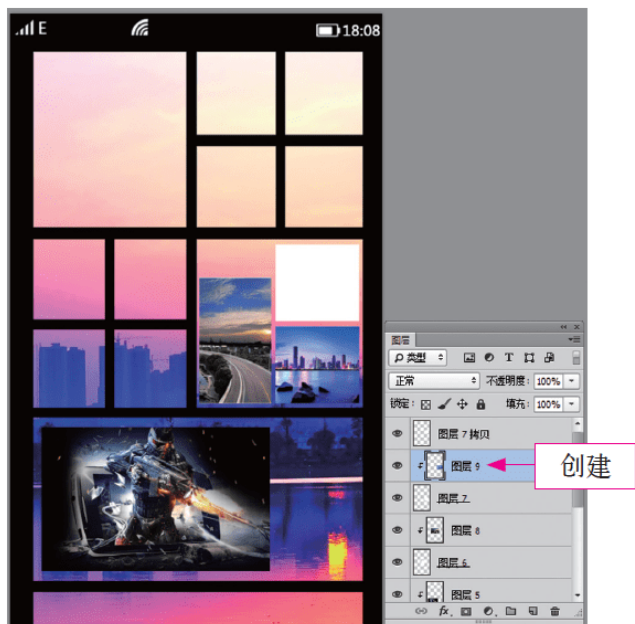 E 18:08
图层
类型
正常 不透明度: 100%
锁定: 填充: 100%
图层 7 拷贝
图层 9
创建
图层 7
图层 8
图层 6
图层 5
fx